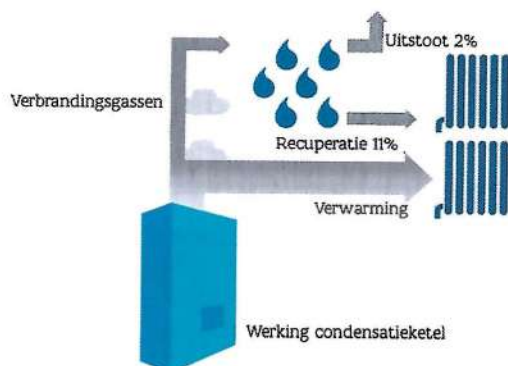 Uitstoot 2%
Verbrandingsgassen
Recuperatie 11%
Verwarming
Werking condensatieketel